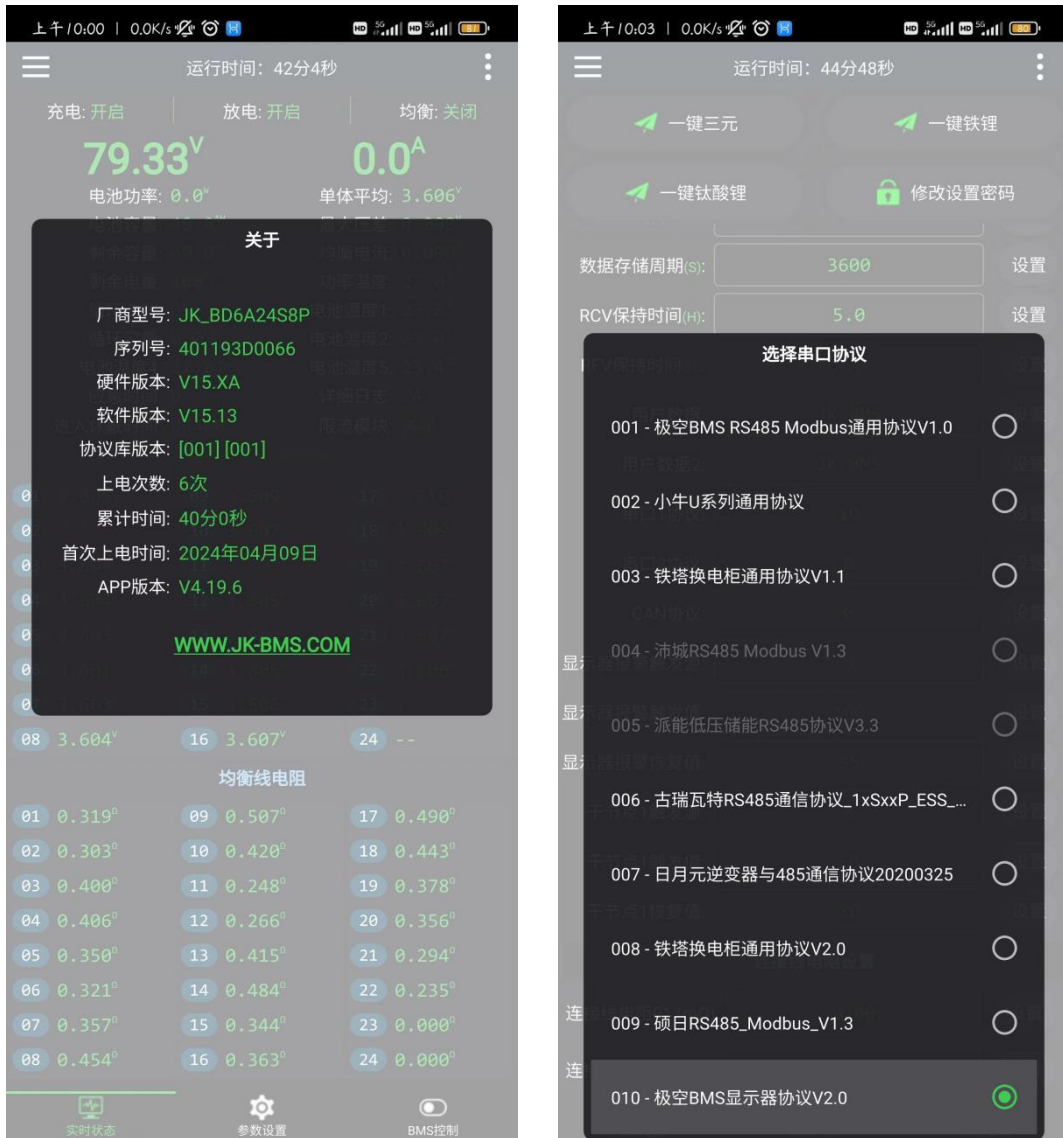 上午10:00 | 0.0K/s
HD 5G HD 5G 81
运行时间: 42分4秒
充电: 开启 放电: 开启 均衡: 关闭
79.33V 0.0A
电池功率: 0.0W 单体平均: 3.606V
关于
厂商型号: JK_BD6A24S8P
序列号: 401193D0066
硬件版本: V15.XA
软件版本: V15.13
协议库版本: [001] [001]
上电次数: 6次
累计时间: 40分0秒
首次上电时间: 2024年04月09日
APP版本: V4.19.6
WWW.JK-BMS.COM
08 3.604V 16 3.607V 24 --
均衡线电阻
01 0.319Ω 09 0.507Ω 17 0.490Ω
02 0.303Ω 10 0.420Ω 18 0.443Ω
03 0.400Ω 11 0.248Ω 19 0.378Ω
04 0.406Ω 12 0.266Ω 20 0.356Ω
05 0.350Ω 13 0.415Ω 21 0.294Ω
06 0.321Ω 14 0.484Ω 22 0.235Ω
07 0.357Ω 15 0.344Ω 23 0.000Ω
08 0.454Ω 16 0.363Ω 24 0.000Ω
实时状态 参数设置 BMS控制
上午10:03 | 0.0K/s
HD 5G HD 5G 80
运行时间: 44分48秒
一键三元 一键铁锂
一键钛酸锂 修改设置密码
数据存储周期(S): 3600 设置
RCV保持时间(H): 5.0 设置
选择串口协议
001 - 极空BMS RS485 Modbus通用协议V1.0
002 - 小牛U系列通用协议
003 - 铁塔换电柜通用协议V1.1
004 - 沛城RS485 Modbus V1.3
005 - 派能低压储能RS485协议V3.3
006 - 古瑞瓦特RS485通信协议_1xSxxP_ESS_...
007 - 日月元逆变器与485通信协议20200325
008 - 铁塔换电柜通用协议V2.0
009 - 硕日RS485_Modbus_V1.3
010 - 极空BMS显示器协议V2.0